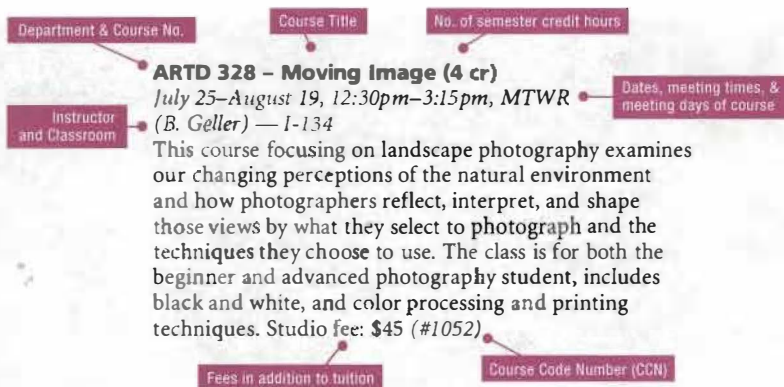 Department & Course No.
Course Title
No. of semester credit hours
ARTD 328 – Moving Image (4 cr)
July 25–August 19, 12:30pm–3:15pm, MTWR
Dates, meeting times, &
meeting days of course
Instructor
and Classroom
(B. Geller) — I-134
This course focusing on landscape photography examines
our changing perceptions of the natural environment
and how photographers reflect, interpret, and shape
those views by what they select to photograph and the
techniques they choose to use. The class is for both the
beginner and advanced photography student, includes
black and white, and color processing and printing
techniques. Studio fee: $45 (#1052)
Fees in addition to tuition
Course Code Number (CCN)